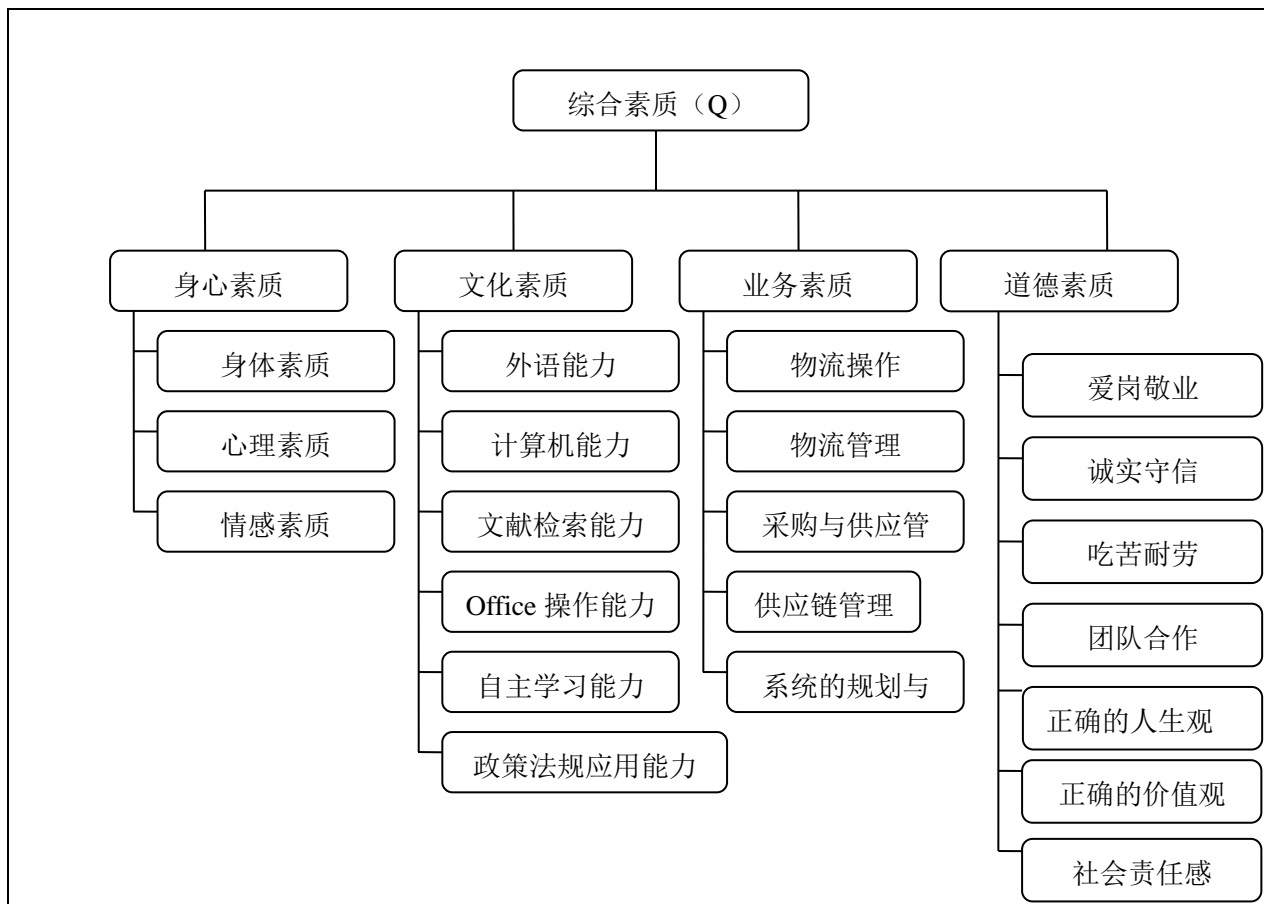 综合素质（Q）
身心素质
文化素质
业务素质
道德素质
身体素质
心理素质
情感素质
外语能力
计算机能力
文献检索能力
Office 操作能力
自主学习能力
政策法规应用能力
物流操作
物流管理
采购与供应管
供应链管理
系统的规划与
爱岗敬业
诚实守信
吃苦耐劳
团队合作
正确的人生观
正确的价值观
社会责任感